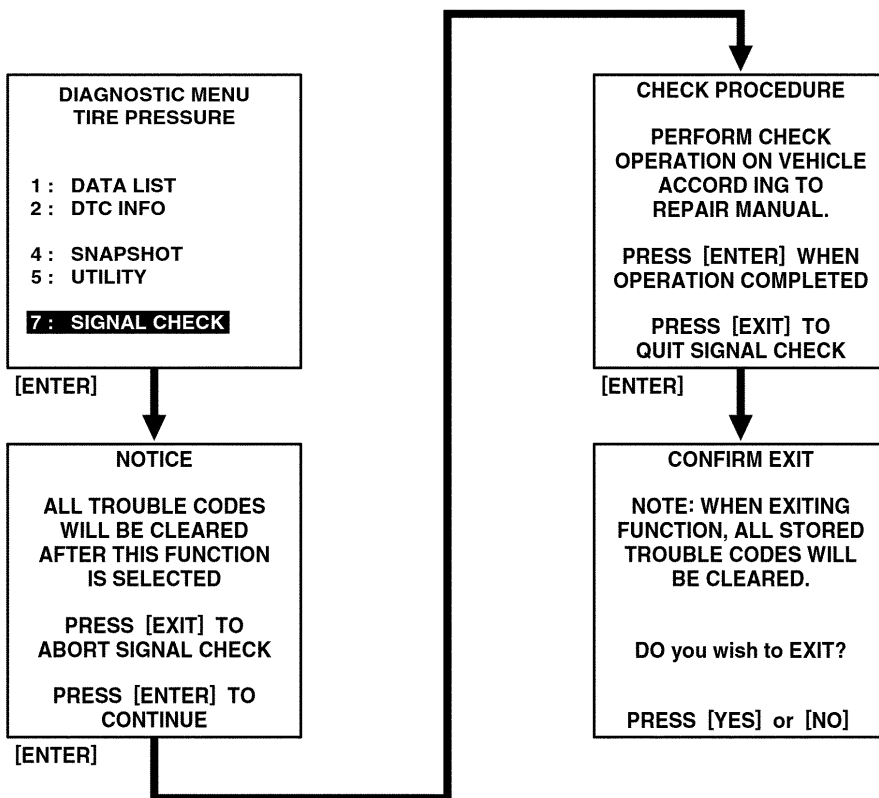 DIAGNOSTIC MENU
TIRE PRESSURE
1 : DATA LIST
2 : DTC INFO
4 : SNAPSHOT
5 : UTILITY
7 : SIGNAL CHECK
[ENTER]
NOTICE
ALL TROUBLE CODES
WILL BE CLEARED
AFTER THIS FUNCTION
IS SELECTED
PRESS [EXIT] TO
ABORT SIGNAL CHECK
PRESS [ENTER] TO
CONTINUE
[ENTER]
CHECK PROCEDURE
PERFORM CHECK
OPERATION ON VEHICLE
ACCORD ING TO
REPAIR MANUAL.
PRESS [ENTER] WHEN
OPERATION COMPLETED
PRESS [EXIT] TO
QUIT SIGNAL CHECK
[ENTER]
CONFIRM EXIT
NOTE: WHEN EXITING
FUNCTION, ALL STORED
TROUBLE CODES WILL
BE CLEARED.
DO you wish to EXIT?
PRESS [YES] or [NO]